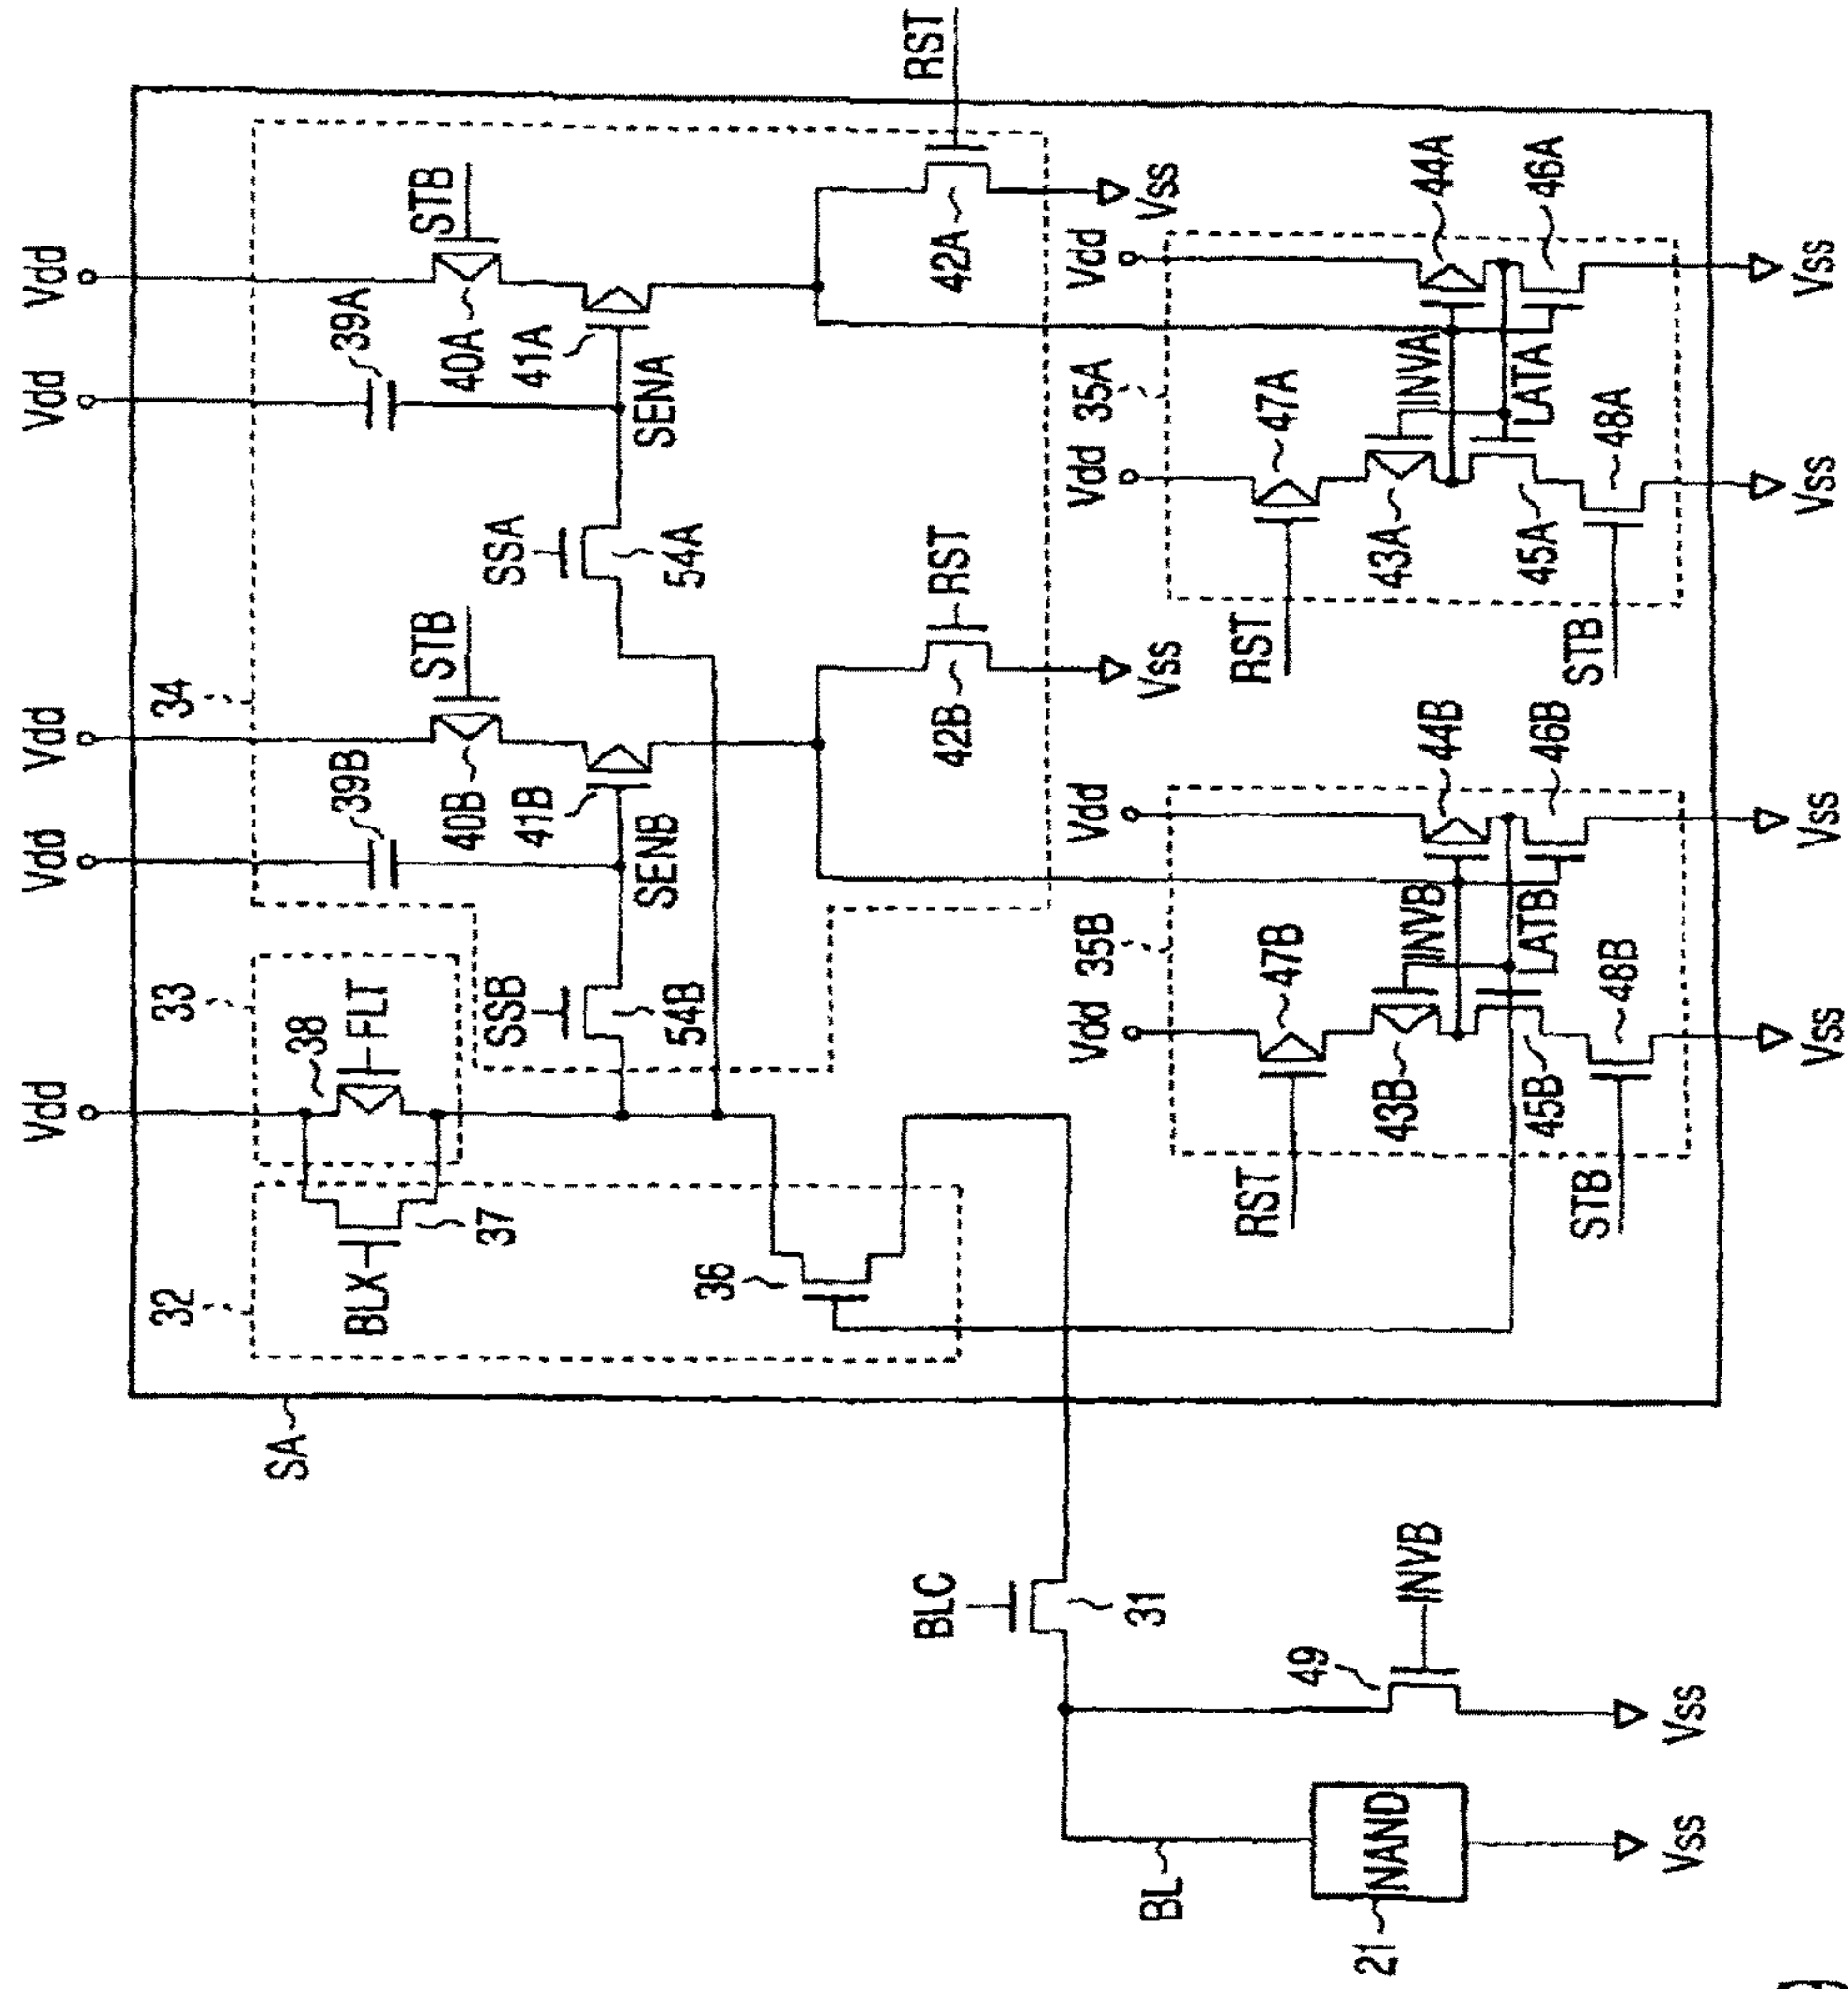 Vdd
Vdd
Vdd
Vdd
Vdd
RST
34
33
32
39B
39A
STB
STB
38
FLT
BLX
37
40B
40A
41B
41A
SSB
SSA
SENB
SENA
54B
54A
36
42B
RST
42A
SA
Vss
Vss
Vdd
Vdd
Vdd
Vdd
35B
35A
47B
47A
44B
44A
RST
RST
43B
INVB
43A
INVA
46B
46A
45B
LATB
45A
LATA
48B
48A
STB
STB
Vss
Vss
Vss
Vss
BLC
31
49
INVB
BL
NAND
21
Vss
Vss